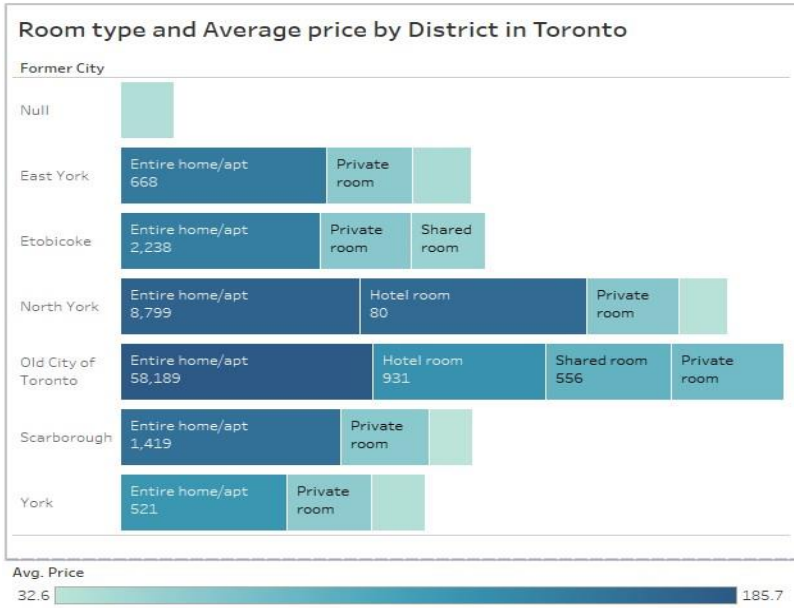 Room type and Average price by District in Toronto
Former City
Null
East York
Entire home/apt
668
Private
room
Etobicoke
Entire home/apt
2,238
Private
room
Shared
room
North York
Entire home/apt
8,799
Hotel room
80
Private
room
Old City of
Toronto
Entire home/apt
58,189
Hotel room
931
Shared room
556
Private
room
Scarborough
Entire home/apt
1,419
Private
room
York
Entire home/apt
521
Private
room
Avg. Price
32.6
185.7